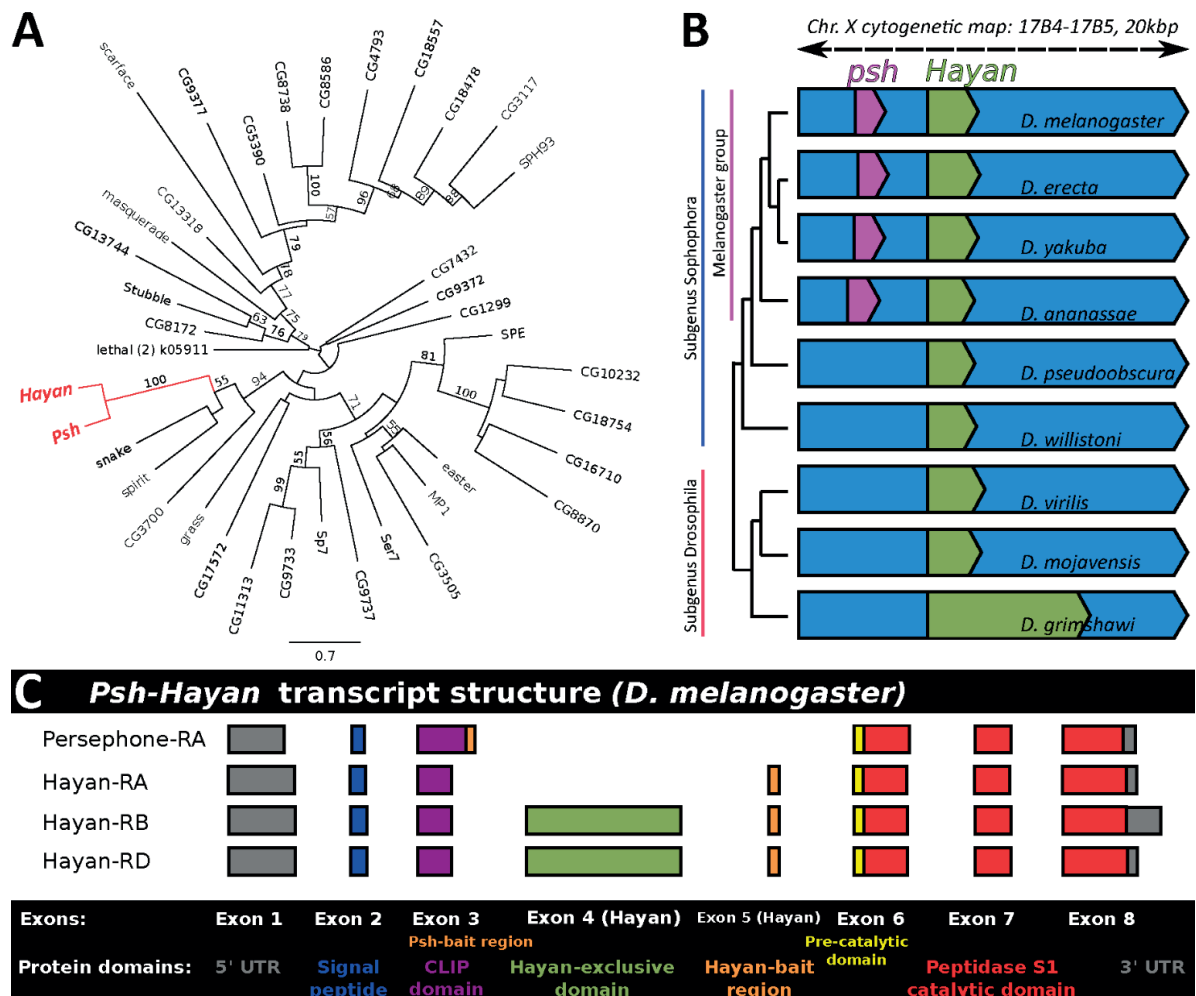 A
scarface
CG9377
CG5390
CG8738
CG8586
CG4793
CG18557
CG18478
CG3117
SPH93
100
57
96
89
83
79
78
77
75
79
masquerade
CG13318
CG13744
Stubble
CG8172
63
76
lethal (2) k05911
CG7432
CG9372
CG1299
SPE
81
100
CG10232
CG18754
CG16710
CG8870
Hayan
Psh
100
55
94
snake
spirit
CG3700
grass
CG17572
71
56
55
99
55
easter
MP1
CG3505
Ser7
CG9737
Sp7
CG9733
CG11313
0.7
B
Chr. X cytogenetic map: 17B4-17B5, 20kbp
psh Hayan
Subgenus Sophophora
Melanogaster group
Subgenus Drosophila
D. melanogaster
D. erecta
D. yakuba
D. ananassae
D. pseudoobscura
D. willistoni
D. virilis
D. mojavensis
D. grimshawi
C Psh-Hayan transcript structure (D. melanogaster)
Persephone-RA
Hayan-RA
Hayan-RB
Hayan-RD
Exons: Exon 1 Exon 2 Exon 3 Exon 4 (Hayan) Exon 5 (Hayan) Exon 6 Exon 7 Exon 8
Psh-bait region
Pre-catalytic domain
Protein domains: 5' UTR
Signal peptide
CLIP domain
Hayan-exclusive domain
Hayan-bait region
Peptidase S1 catalytic domain
3' UTR